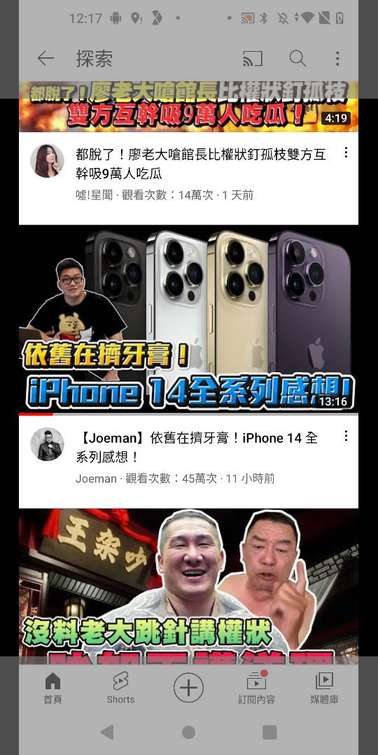 12:17
探索
都脫了！廖老大嗆館長比權狀釘孤枝
雙方互幹吸9萬人吃瓜！
4:19
都脫了！廖老大嗆館長比權狀釘孤枝雙方互
幹吸9萬人吃瓜
噓!星聞 · 觀看次數：14萬次 · 1 天前
依舊在擠牙膏！
iPhone 14全系列感想!
13:16
【Joeman】依舊在擠牙膏！iPhone 14 全
系列感想！
Joeman · 觀看次數：45萬次 · 11 小時前
王架吵
沒料老大跳針講權狀
首頁
Shorts
訂閱內容
媒體庫